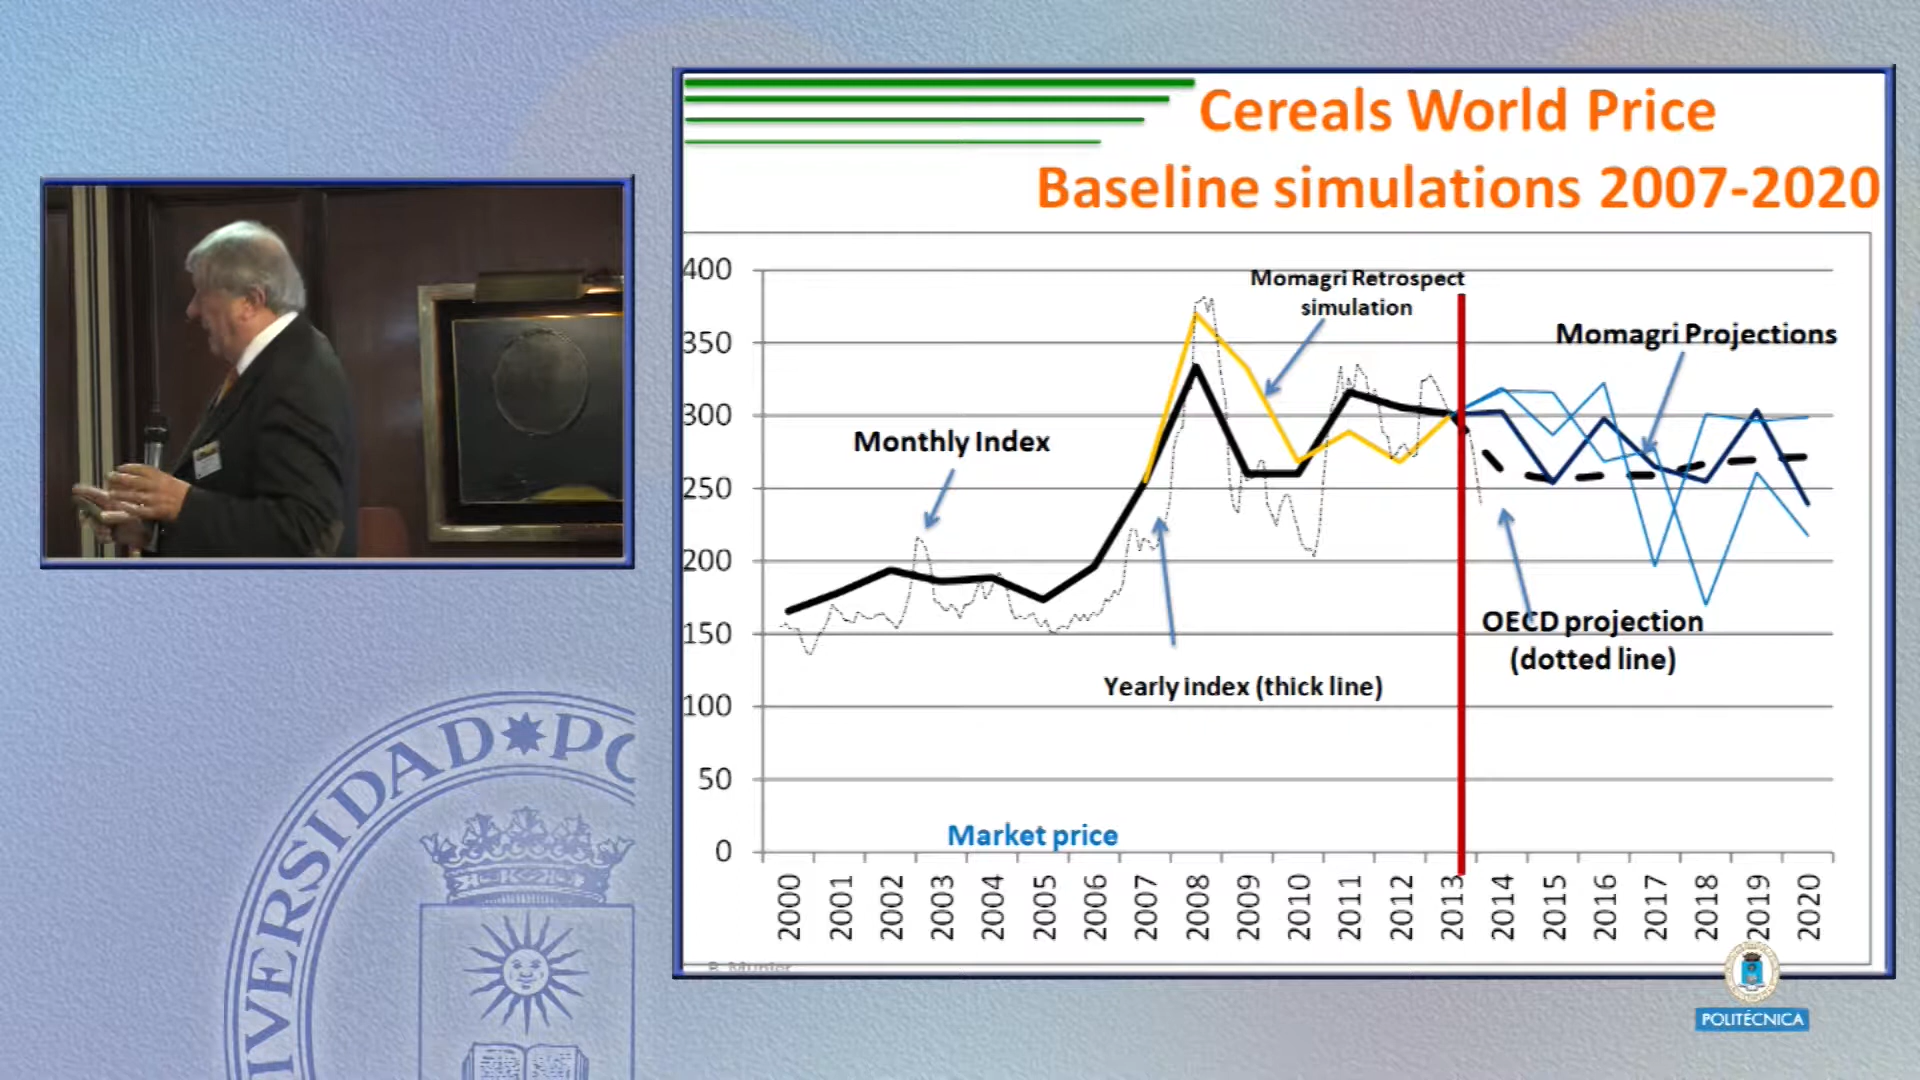 Cereals World Price
Baseline simulations 2007-2020
400
350
300
250
200
150
100
50
0
Momagri Retrospect
simulation
Momagri Projections
Monthly Index
OECD projection
(dotted line)
Yearly index (thick line)
Market price
2000
2001
2002
2003
2004
2005
2006
2007
2008
2009
2010
2011
2012
2013
2014
2015
2016
2017
2018
2019
2020
POLITÉCNICA